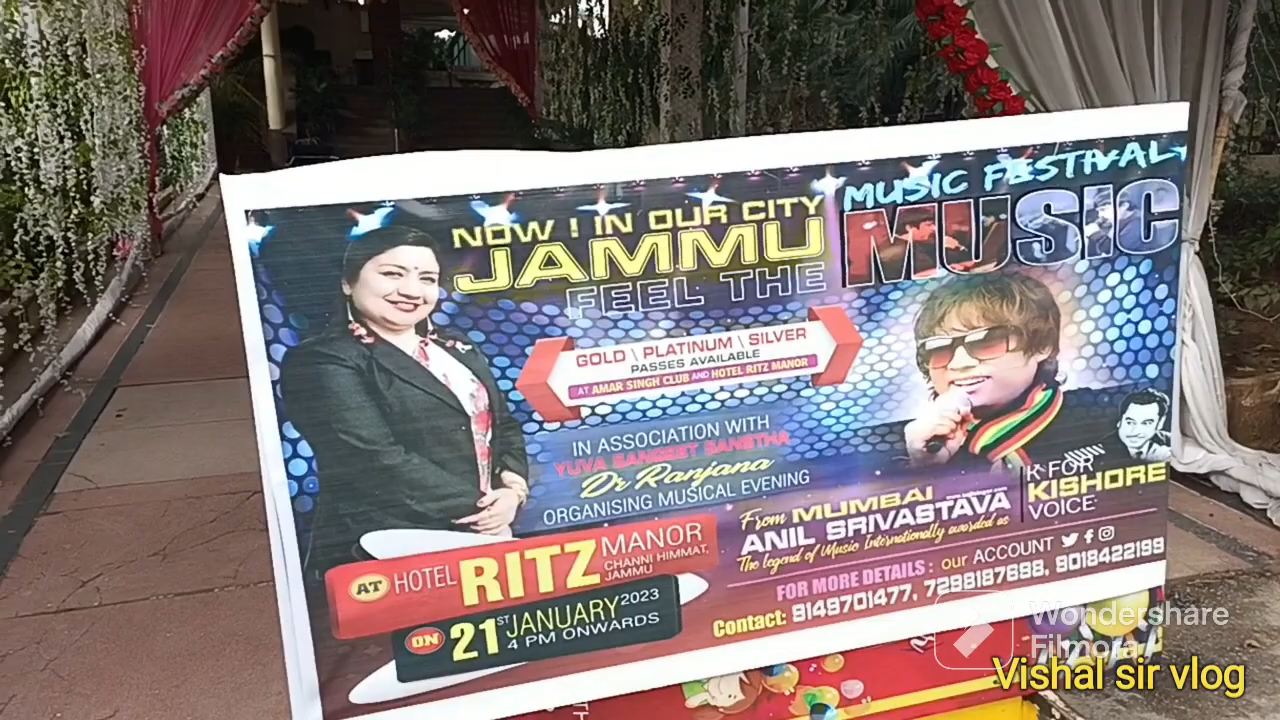 MUSIC FESTIVAL
NOW ! IN OUR CITY
JAMMU
FEEL THE
MUSIC
GOLD \ PLATINUM \ SILVER
PASSES AVAILABLE
AT AMAR SINGH CLUB AND HOTEL RITZ MANOR
IN ASSOCIATION WITH
YUVA SANGEET SANSTHA
Dr Ranjana
ORGANISING MUSICAL EVENING
From MUMBAI
ANIL SRIVASTAVA
The legend of Music Internationally awarded as
K FOR
KISHORE
VOICE
AT HOTEL RITZ MANOR
CHANNI HIMMAT,
JAMMU
ON 21ST JANUARY 2023
4 PM ONWARDS
FOR MORE DETAILS : our ACCOUNT
Contact: 9149701477, 7298187698, 9018422199
Wondershare
Filmora
Vishal sir vlog